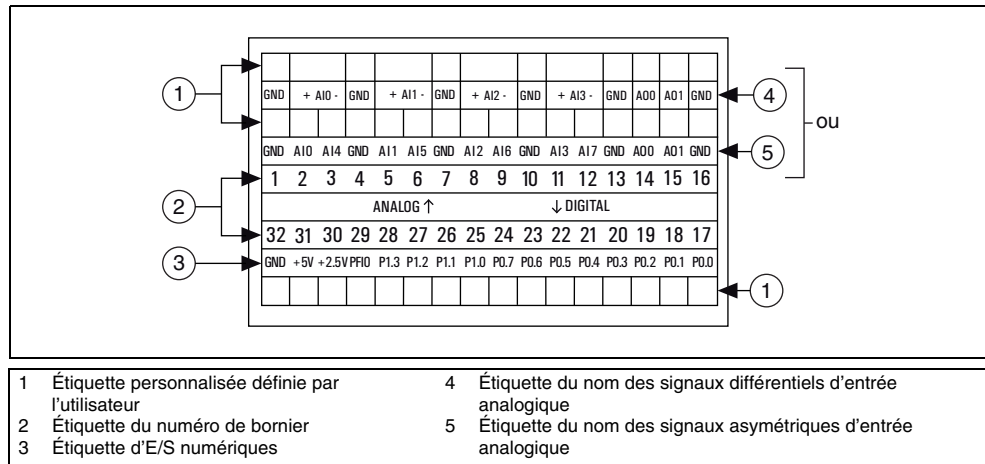 GND + AI0 - GND + AI1 - GND + AI2 - GND + AI3 - GND AO0 AO1 GND
GND AI0 AI4 GND AI1 AI5 GND AI2 AI6 GND AI3 AI7 GND AO0 AO1 GND
1 2 3 4 5 6 7 8 9 10 11 12 13 14 15 16
ANALOG ↑ ↓ DIGITAL
32 31 30 29 28 27 26 25 24 23 22 21 20 19 18 17
GND +5V +2.5V PFI0 P1.3 P1.2 P1.1 P1.0 P0.7 P0.6 P0.5 P0.4 P0.3 P0.2 P0.1 P0.0
1
2
3
4
5
ou
1
1 Étiquette personnalisée définie par
l'utilisateur
2 Étiquette du numéro de bornier
3 Étiquette d'E/S numériques
4 Étiquette du nom des signaux différentiels d'entrée
analogique
5 Étiquette du nom des signaux asymétriques d'entrée
analogique